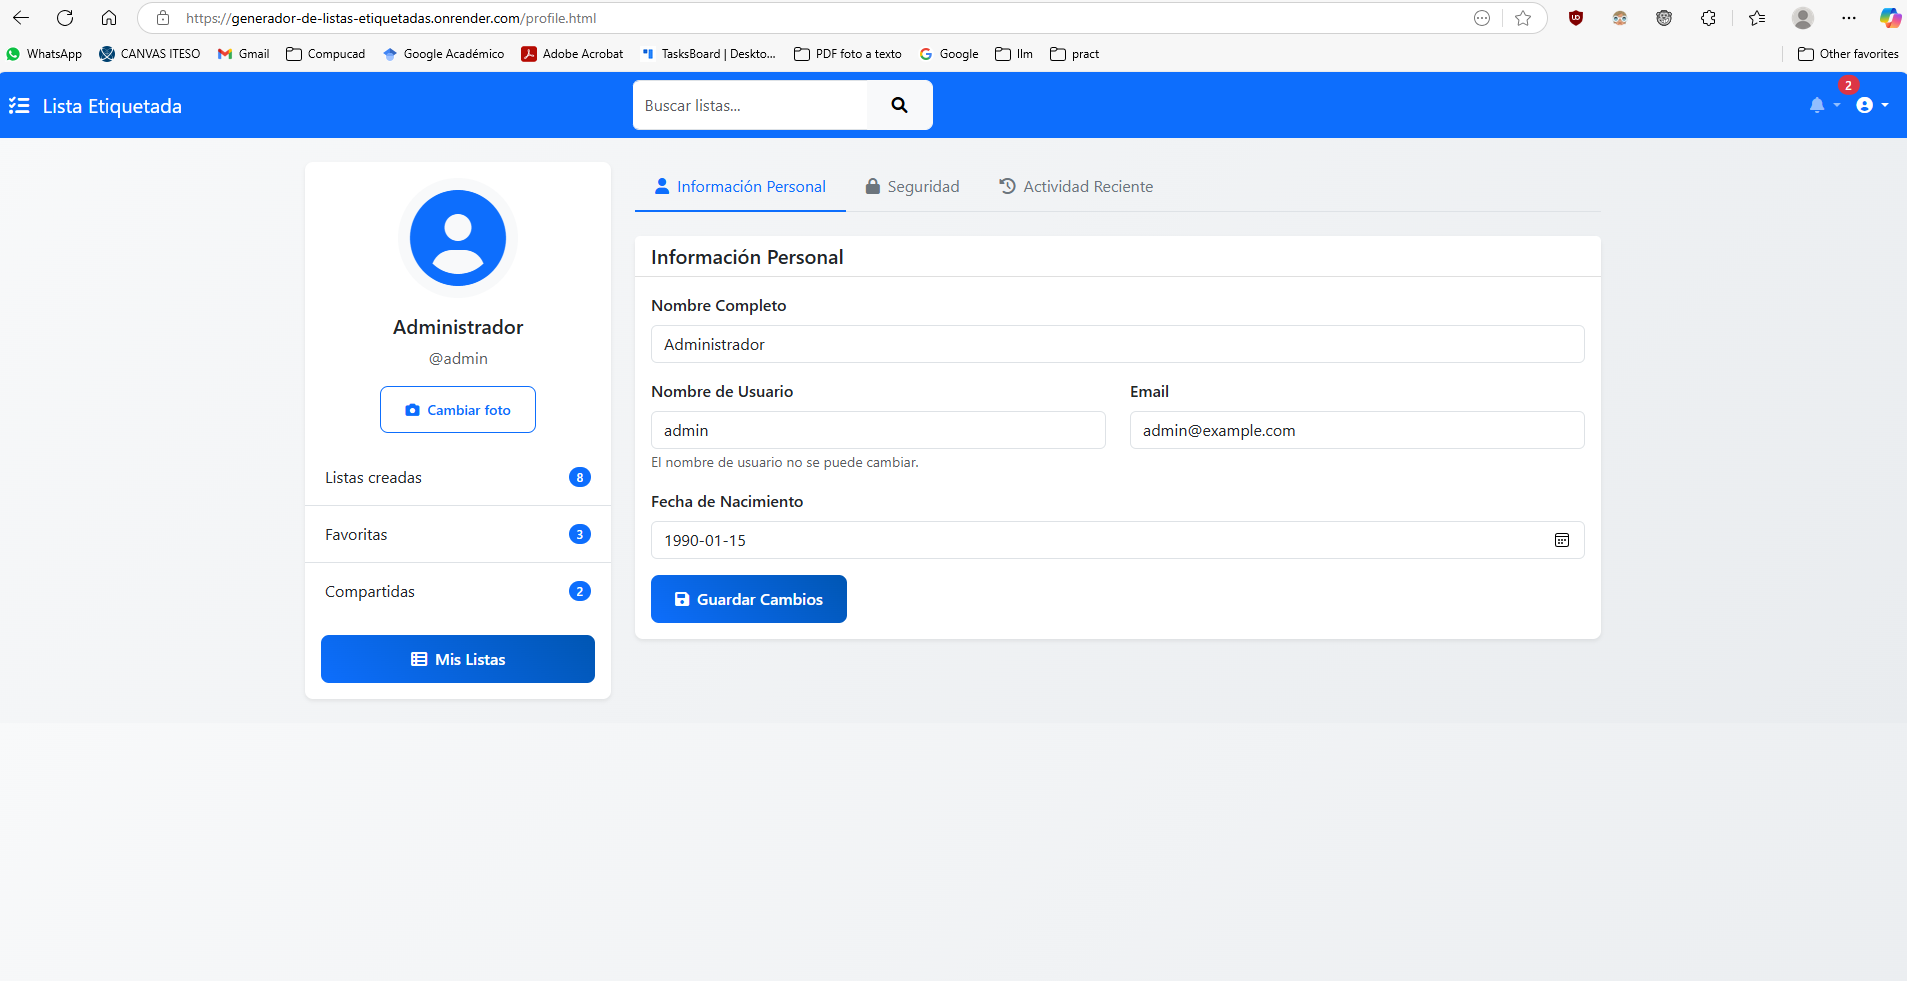 https://generador-de-listas-etiquetadas.onrender.com/profile.html
WhatsApp
CANVAS ITESO
Gmail
Compucad
Google Académico
Adobe Acrobat
TasksBoard | Deskto...
PDF foto a texto
Google
llm
pract
Other favorites
Lista Etiquetada
Buscar listas...
2
Administrador
@admin
Cambiar foto
Listas creadas 8
Favoritas 3
Compartidas 2
Mis Listas
Información Personal
Seguridad
Actividad Reciente
Información Personal
Nombre Completo
Administrador
Nombre de Usuario
admin
El nombre de usuario no se puede cambiar.
Email
admin@example.com
Fecha de Nacimiento
1990-01-15
Guardar Cambios